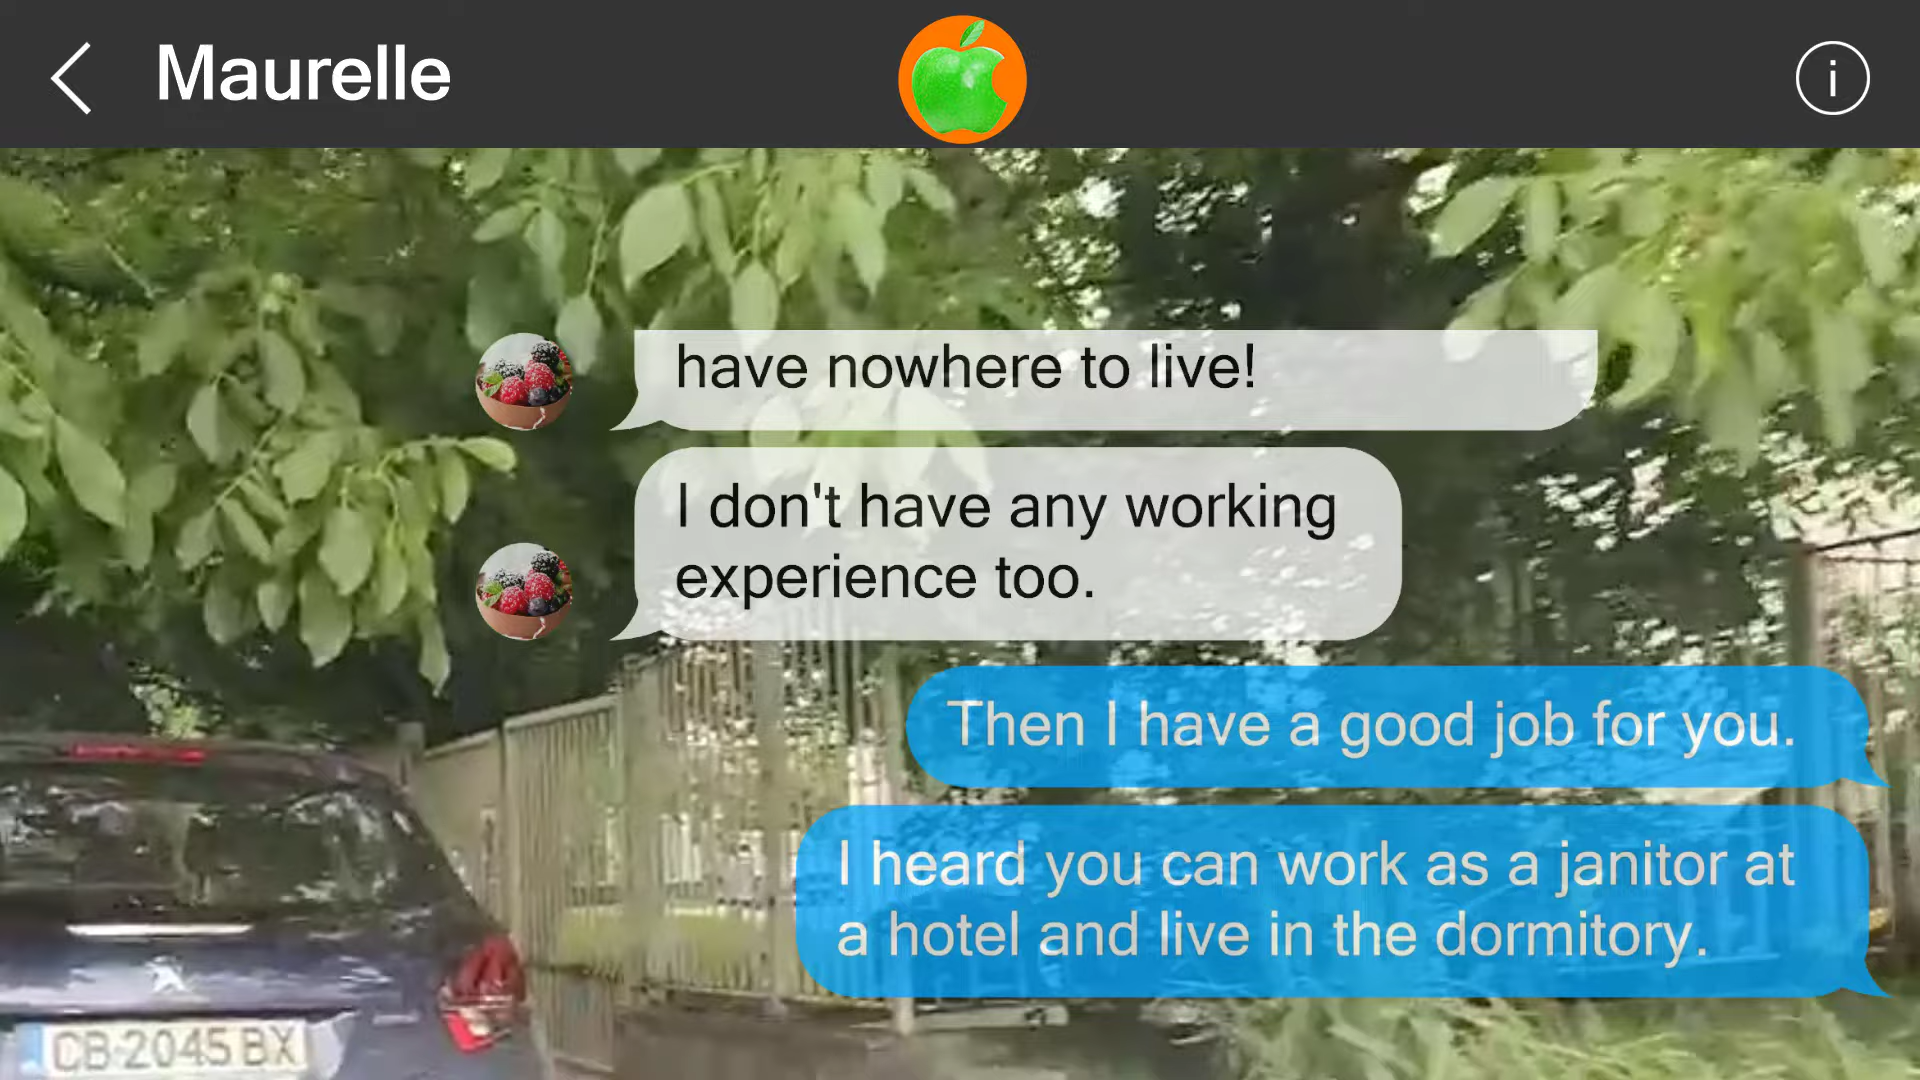 Maurelle
i
have nowhere to live!
I don't have any working
experience too.
Then I have a good job for you.
I heard you can work as a janitor at
a hotel and live in the dormitory.
CB 2045 BX